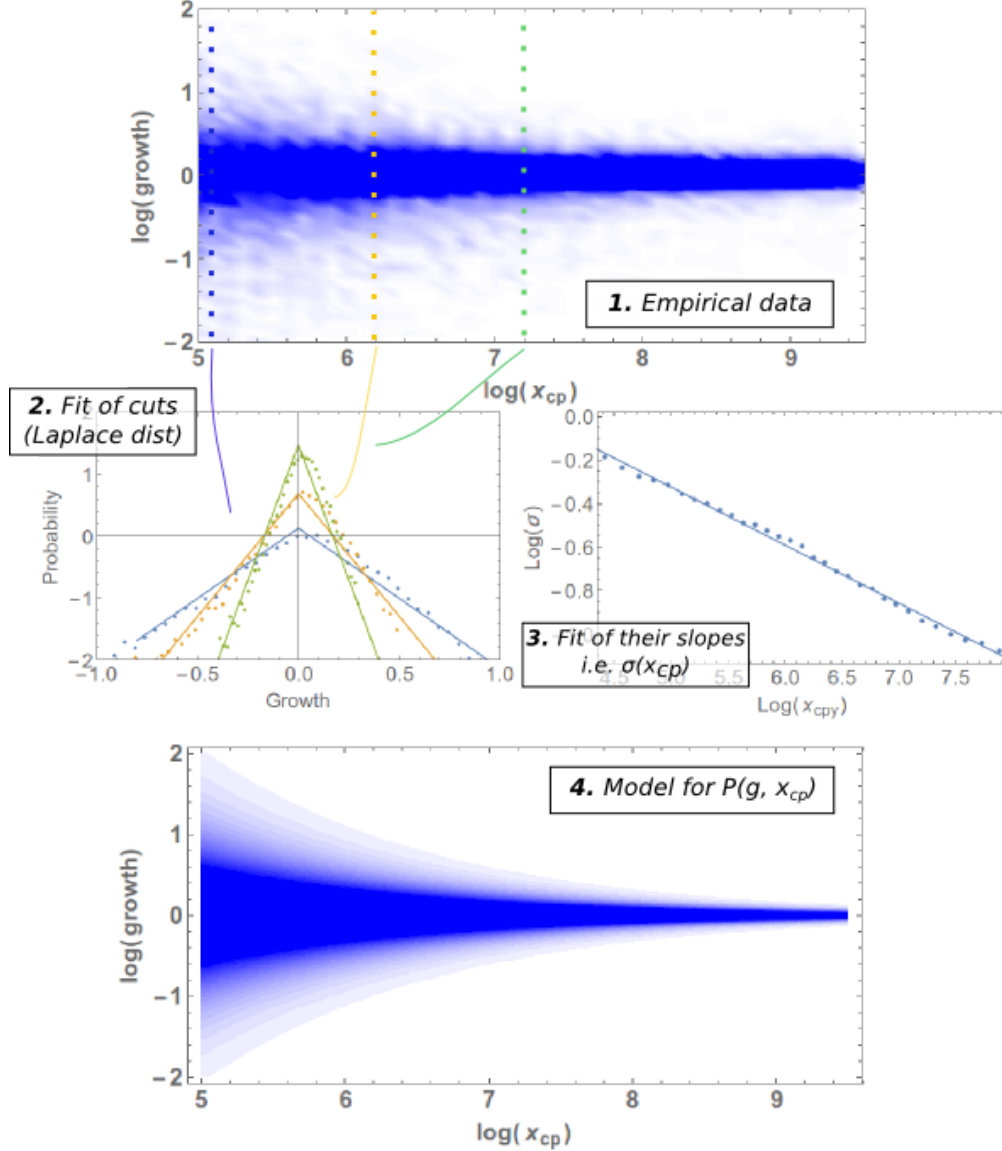 2
1
0
−1
−2
log(growth)
5
6
7
8
9
log(x_cp)
1. Empirical data
2. Fit of cuts
(Laplace dist)
1
0
−1
−2
Probability
−1.0
−0.5
0.0
0.5
1.0
Growth
0.0
−0.2
−0.4
−0.6
−0.8
Log(σ)
3. Fit of their slopes
i.e. σ(x_cp)
4.5
5.0
5.5
6.0
6.5
7.0
7.5
Log(x_cpy)
4. Model for P(g, x_cp)
2
1
0
−1
−2
log(growth)
5
6
7
8
9
log(x_cp)